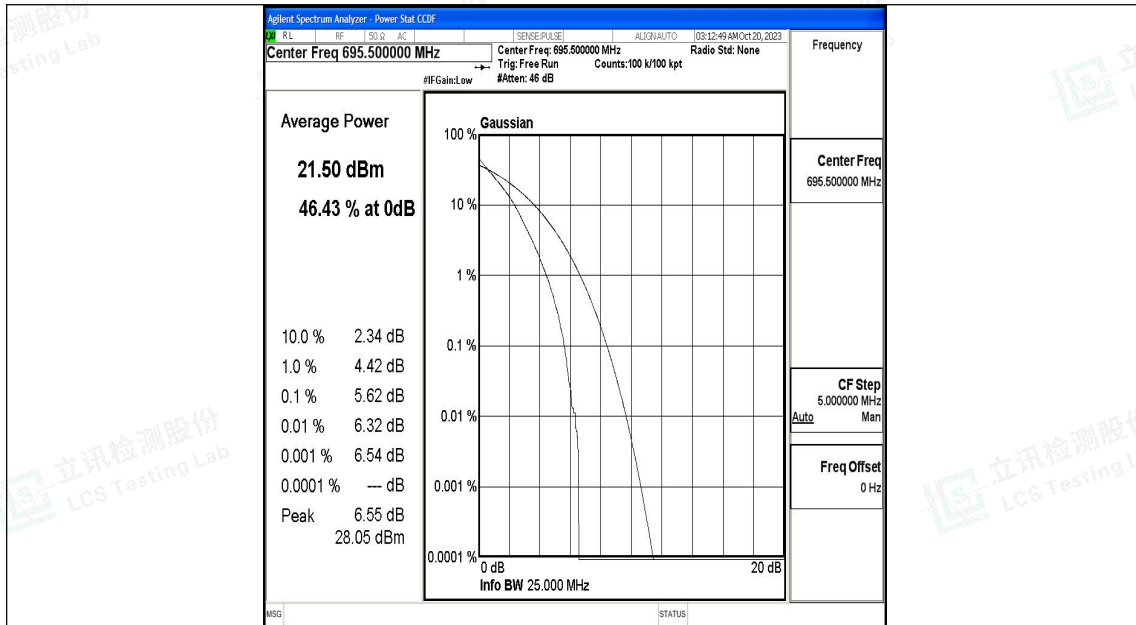 Agilent Spectrum Analyzer - Power Stat CCDF
RL RF 50 Ω AC SENSE:PULSE ALIGNAUTO 03:12:49 AM Oct 20, 2023
Center Freq 695.500000 MHz
Center Freq: 695.500000 MHz Radio Std: None
Trig: Free Run Counts:100 k/100 kpt
#IFGain:Low #Atten: 46 dB
Frequency
Average Power
21.50 dBm
46.43 % at 0dB
10.0 % 2.34 dB
1.0 % 4.42 dB
0.1 % 5.62 dB
0.01 % 6.32 dB
0.001 % 6.54 dB
0.0001 % --- dB
Peak 6.55 dB
28.05 dBm
Gaussian
100 %
10 %
1 %
0.1 %
0.01 %
0.001 %
0.0001 %
0 dB 20 dB
Info BW 25.000 MHz
Center Freq
695.500000 MHz
CF Step
5.000000 MHz
Auto Man
Freq Offset
0 Hz
MSG STATUS
立讯检测股份
LCS Testing Lab
立讯检测股份
LCS Testing L
检测股份
esting Lab